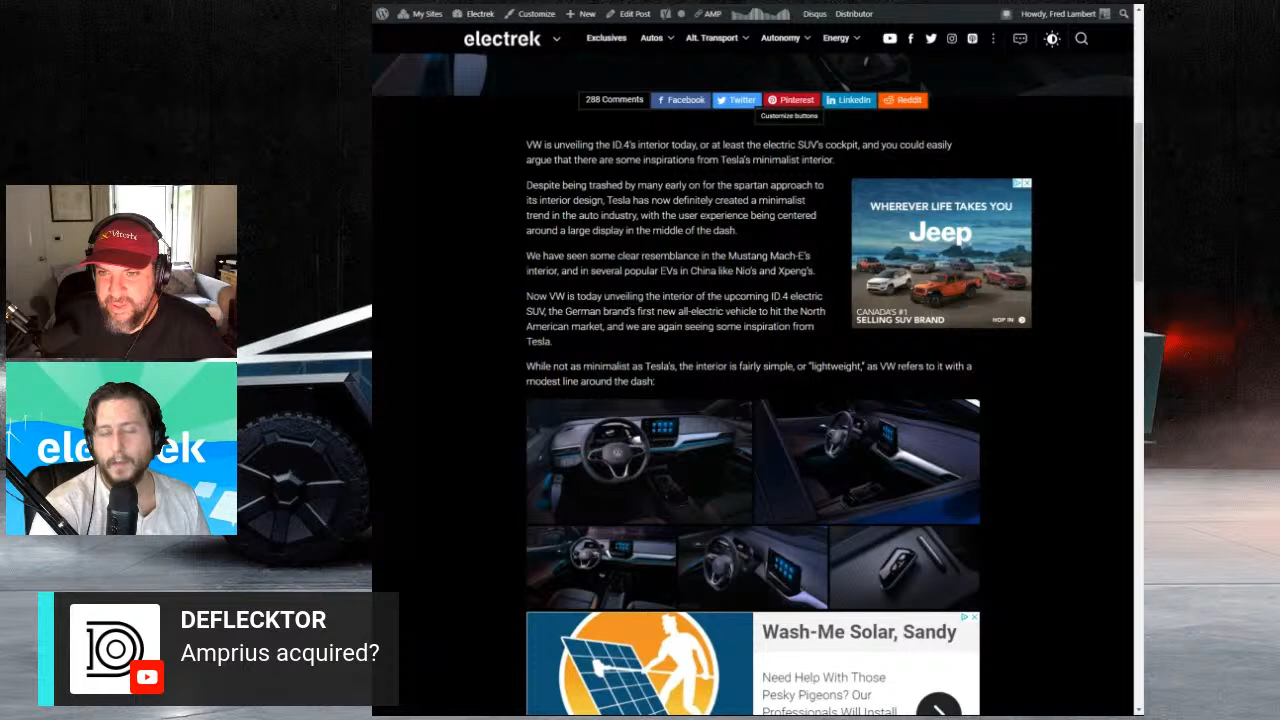 My Sites
Electrek
Customize
New
Edit Post
AMP
Disqus
Distributor
Howdy, Fred Lambert
electrek
Exclusives
Autos
Alt. Transport
Autonomy
Energy
288 Comments
Facebook
Twitter
Pinterest
LinkedIn
Reddit
Customize buttons
VW is unveiling the ID.4's interior today, or at least the electric SUV's cockpit, and you could easily
argue that there are some inspirations from Tesla's minimalist interior.
Despite being trashed by many early on for the spartan approach to
its interior design, Tesla has now definitely created a minimalist
trend in the auto industry, with the user experience being centered
around a large display in the middle of the dash.
We have seen some clear resemblance in the Mustang Mach-E's
interior, and in several popular EVs in China like Nio's and Xpeng's.
Now VW is today unveiling the interior of the upcoming ID.4 electric
SUV, the German brand's first new all-electric vehicle to hit the North
American market, and we are again seeing some inspiration from
Tesla.
While not as minimalist as Tesla's, the interior is fairly simple, or "lightweight," as VW refers to it with a
modest line around the dash:
WHEREVER LIFE TAKES YOU
Jeep
CANADA'S #1
SELLING SUV BRAND
HOP IN
Wash-Me Solar, Sandy
Need Help With Those
Pesky Pigeons? Our
Professionals Will Install
electrek
DEFLECKTOR
Amprius acquired?